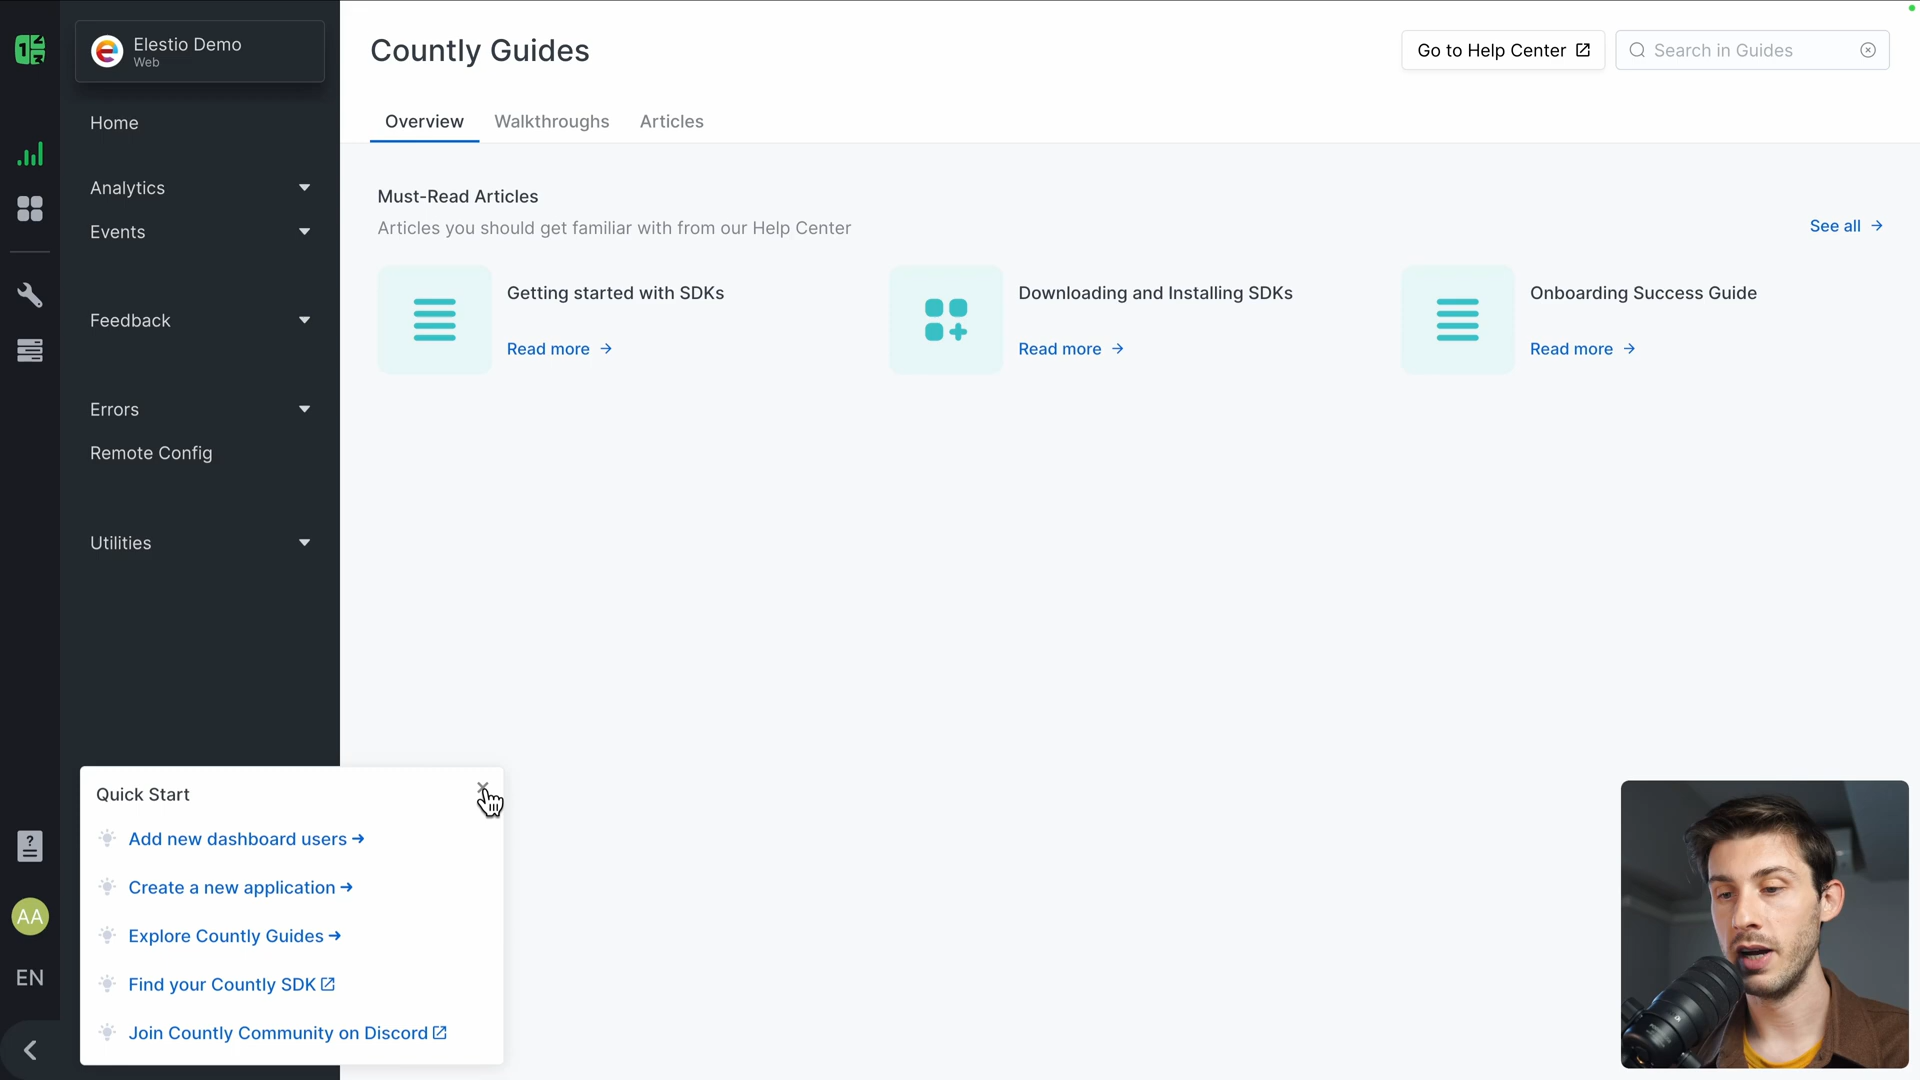 Elestio Demo
Web
Home
Analytics
Events
Feedback
Errors
Remote Config
Utilities
Quick Start
Add new dashboard users
Create a new application
Explore Countly Guides
Find your Countly SDK
Join Countly Community on Discord
?
AA
EN
Countly Guides
Go to Help Center
Search in Guides
Overview
Walkthroughs
Articles
Must-Read Articles
Articles you should get familiar with from our Help Center
See all
Getting started with SDKs
Read more
Downloading and Installing SDKs
Read more
Onboarding Success Guide
Read more